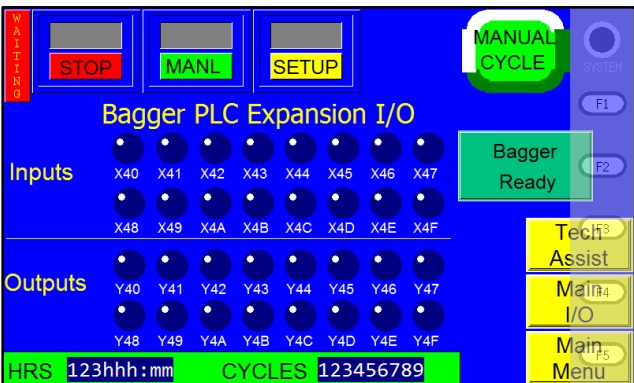 WAITING
STOP
MANL
SETUP
MANUAL
CYCLE
SYSTEM
F1
Bagger PLC Expansion I/O
Inputs
X40 X41 X42 X43 X44 X45 X46 X47
Bagger
Ready
F2
X48 X49 X4A X4B X4C X4D X4E X4F
Tech
Assist
F3
Outputs
Y40 Y41 Y42 Y43 Y44 Y45 Y46 Y47
Main
I/O
F4
Y48 Y49 Y4A Y4B Y4C Y4D Y4E Y4F
Main
Menu
F5
HRS 123hhh:mm CYCLES 123456789